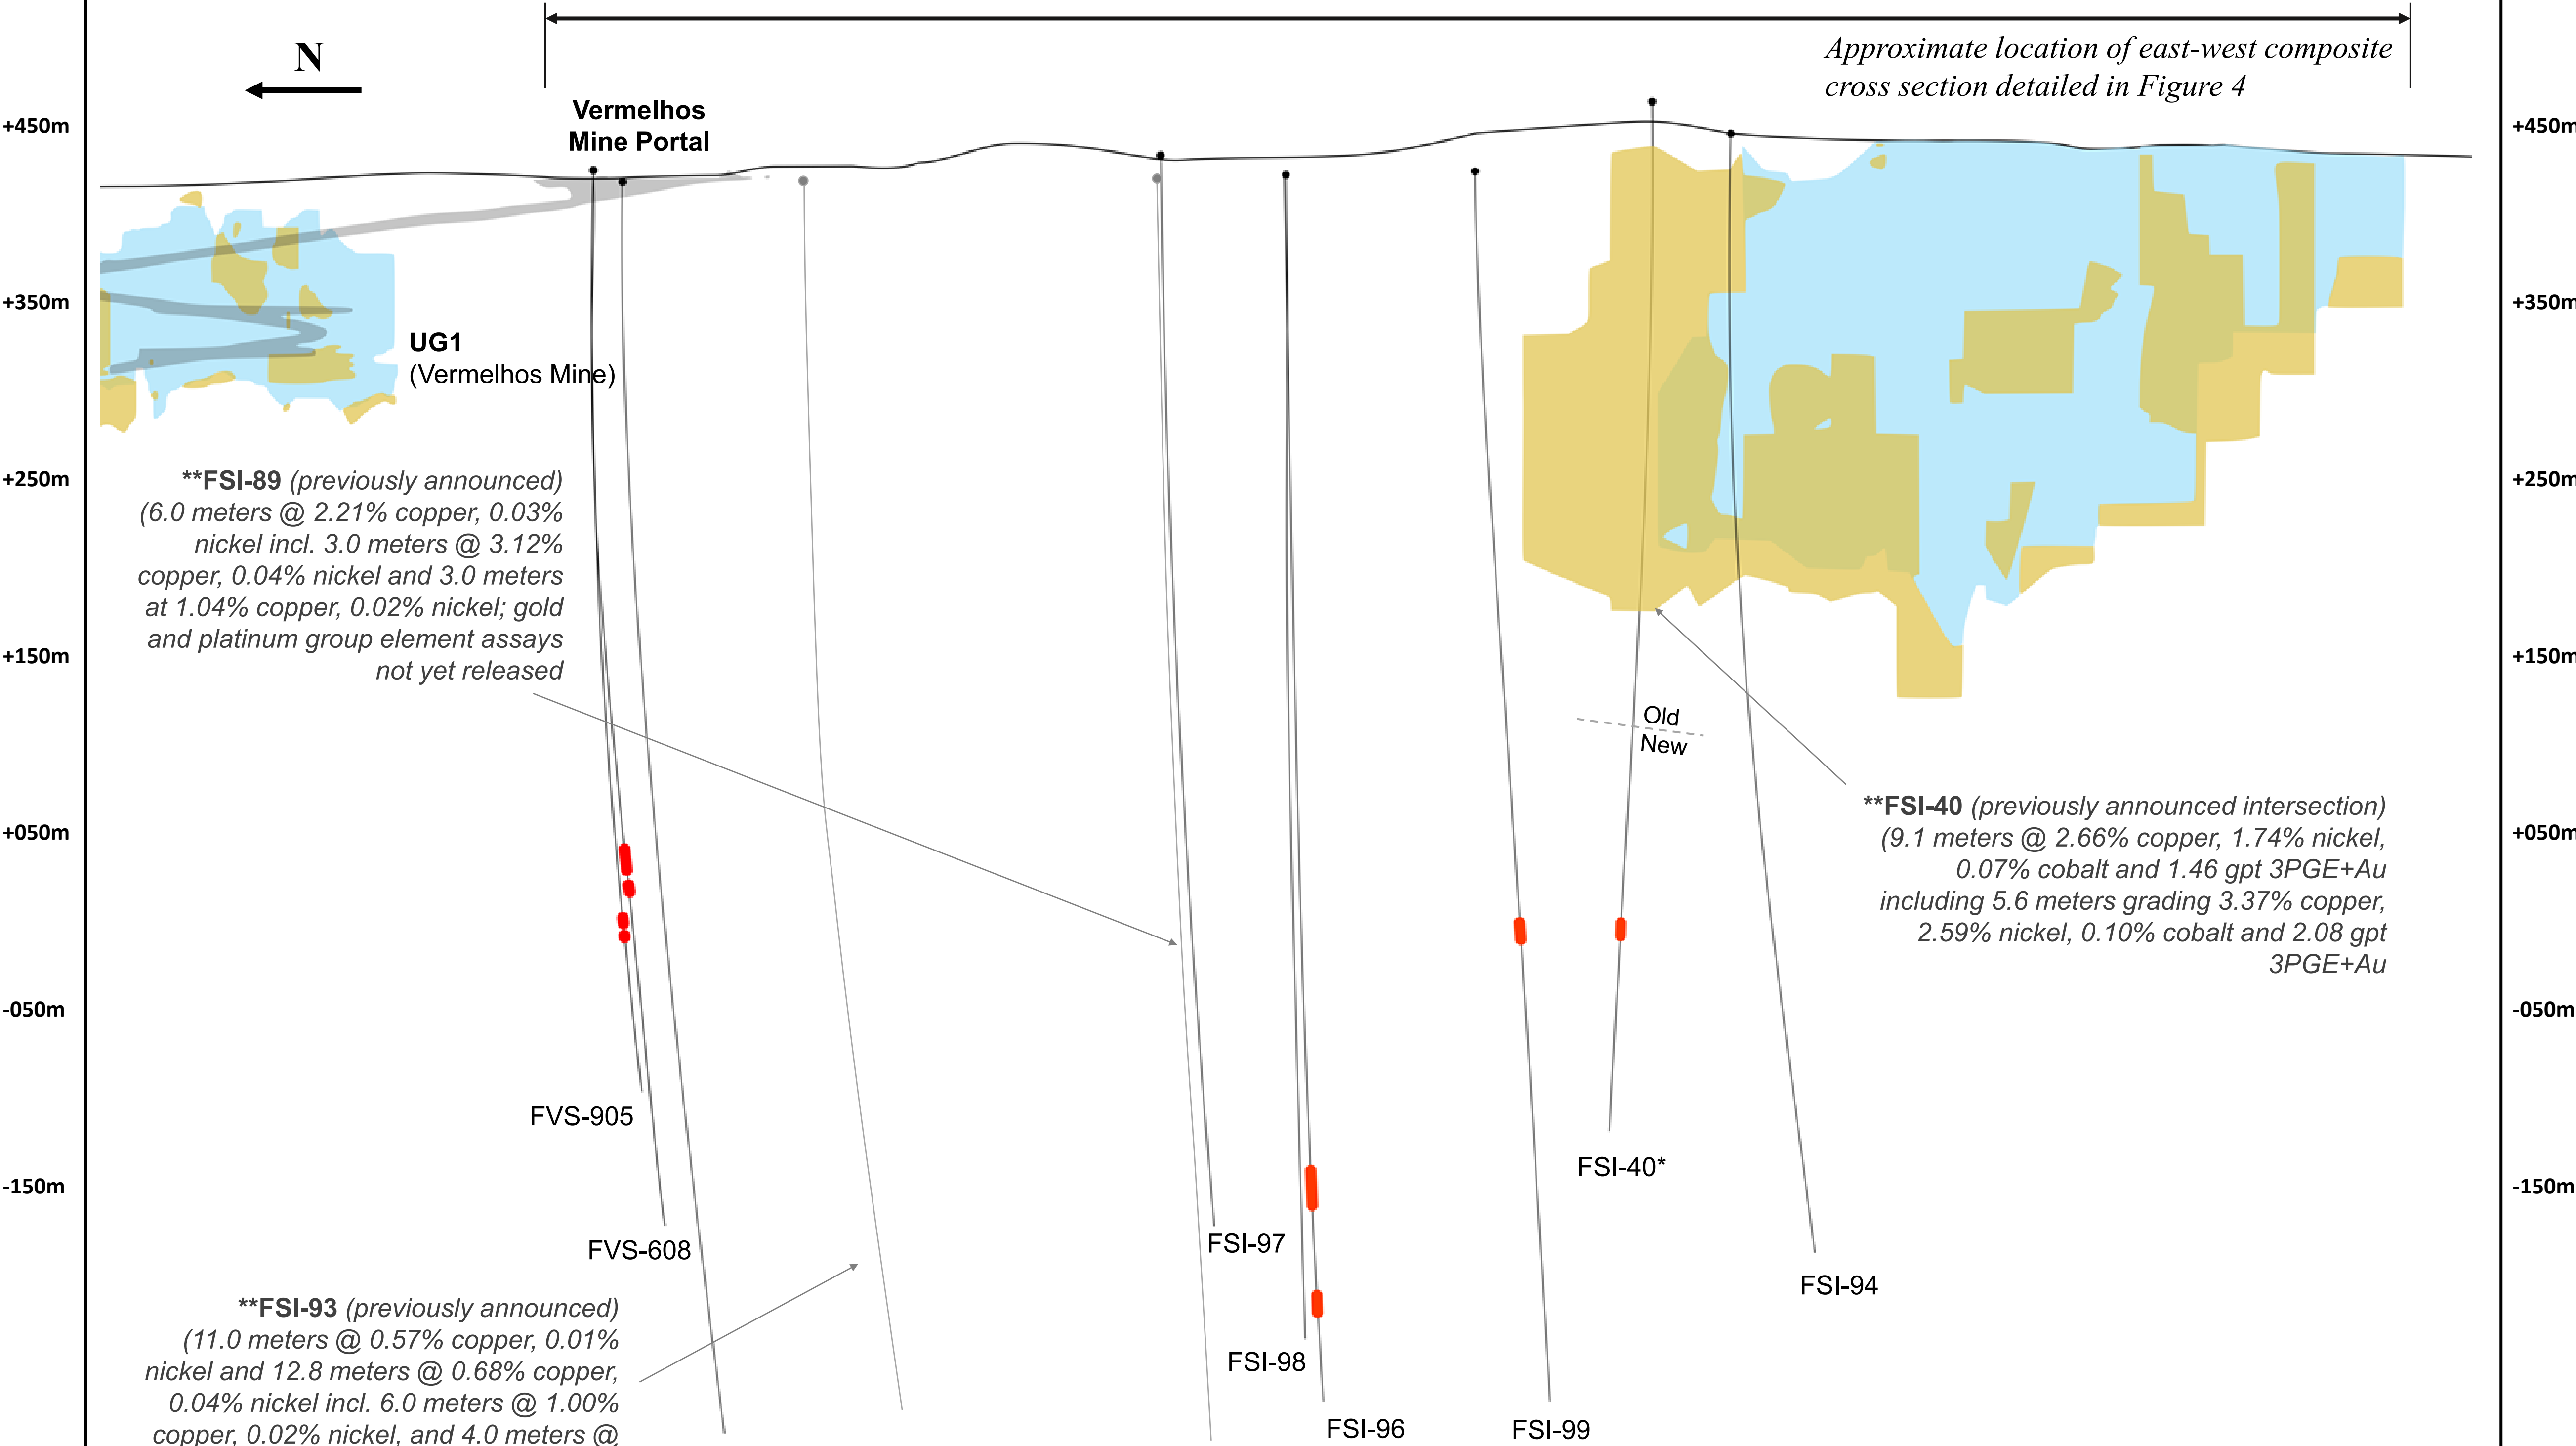 N
Approximate location of east-west composite
cross section detailed in Figure 4
Vermelhos
Mine Portal
+450m
+450m
+350m
+350m
UG1
(Vermelhos Mine)
+250m
+250m
**FSI-89 (previously announced)
(6.0 meters @ 2.21% copper, 0.03%
nickel incl. 3.0 meters @ 3.12%
copper, 0.04% nickel and 3.0 meters
at 1.04% copper, 0.02% nickel; gold
and platinum group element assays
not yet released
+150m
+150m
Old
New
**FSI-40 (previously announced intersection)
(9.1 meters @ 2.66% copper, 1.74% nickel,
0.07% cobalt and 1.46 gpt 3PGE+Au
including 5.6 meters grading 3.37% copper,
2.59% nickel, 0.10% cobalt and 2.08 gpt
3PGE+Au
+050m
+050m
-050m
-050m
FVS-905
FSI-40*
-150m
-150m
FVS-608
FSI-97
FSI-94
**FSI-93 (previously announced)
(11.0 meters @ 0.57% copper, 0.01%
nickel and 12.8 meters @ 0.68% copper,
0.04% nickel incl. 6.0 meters @ 1.00%
copper, 0.02% nickel, and 4.0 meters @
FSI-98
FSI-96
FSI-99